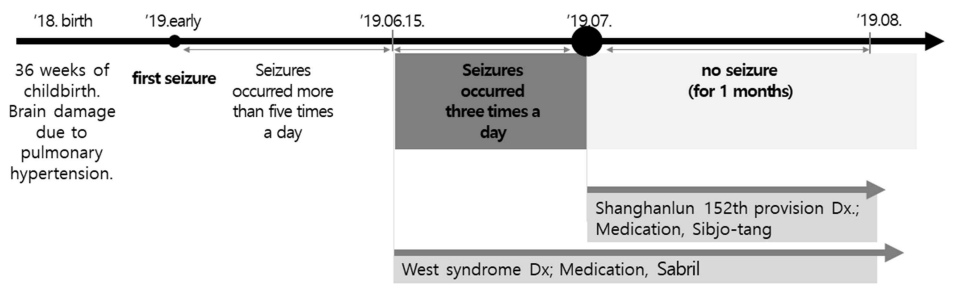 '18. birth
'19.early
'19.06.15.
'19.07.
'19.08.
36 weeks of
childbirth.
Brain damage
due to
pulmonary
hypertension.
first seizure
Seizures
occurred more
than five times
a day
Seizures
occurred
three times a
day
no seizure
(for 1 months)
Shanghanlun 152th provision Dx.;
Medication, Sibjo-tang
West syndrome Dx; Medication, Sabril